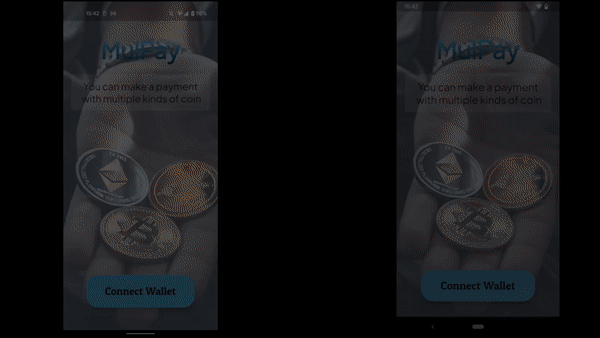 15:42
MulPay
You can make a payment
with multiple kinds of coin
Connect Wallet
15:42
MulPay
You can make a payment
with multiple kinds of coin
Connect Wallet